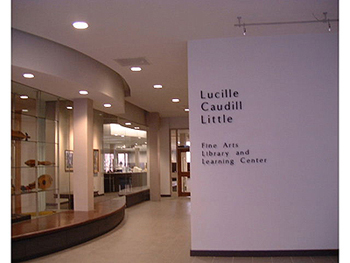 Lucille
Caudill
Little
Fine Arts
Library and
Learning Center